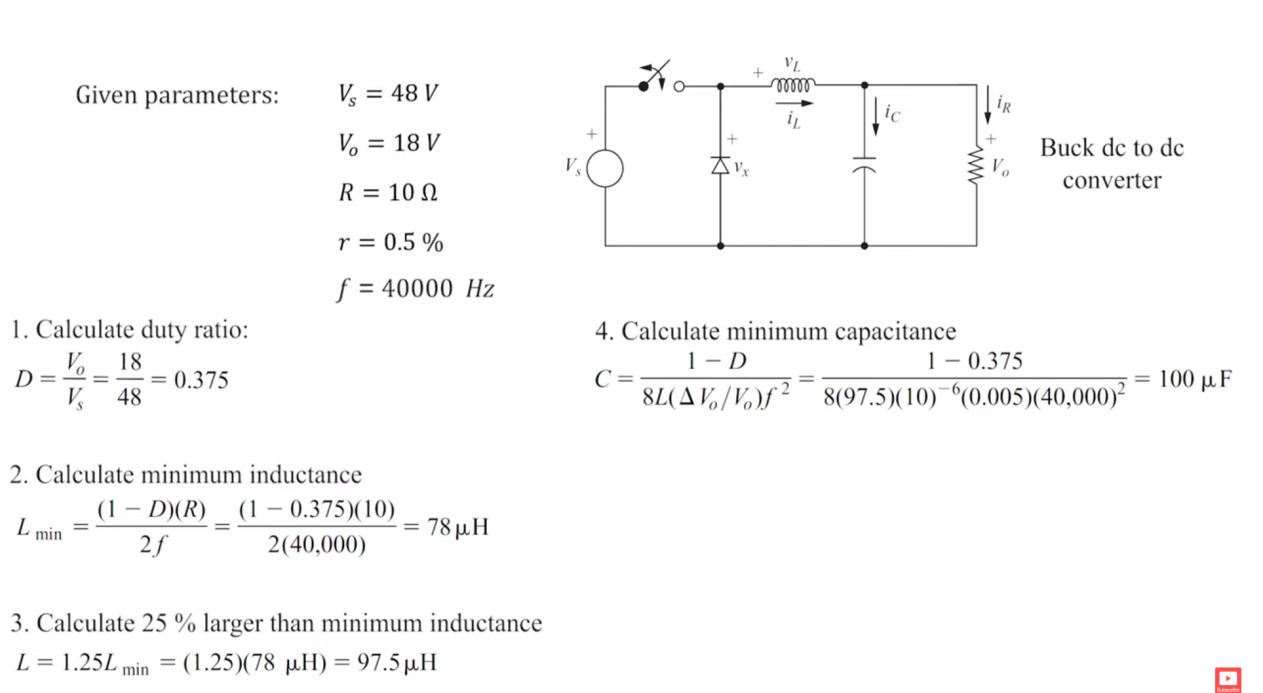 Given parameters:
V_s = 48 V
V_o = 18 V
R = 10 Ω
r = 0.5 %
f = 40000 Hz
+ v_L
i_L
i_C
i_R
+
V_s
+
v_x
+
V_o
Buck dc to dc
converter
1. Calculate duty ratio:
D = V_o/V_s = 18/48 = 0.375
2. Calculate minimum inductance
L_min = (1 − D)(R)/2f = (1 − 0.375)(10)/2(40,000) = 78 μH
3. Calculate 25 % larger than minimum inductance
L = 1.25L_min = (1.25)(78 μH) = 97.5 μH
4. Calculate minimum capacitance
C = 1 − D/8L(Δ V_o/V_o)f² = 1 − 0.375/8(97.5)(10)⁻⁶(0.005)(40,000)² = 100 μF
Subscribe